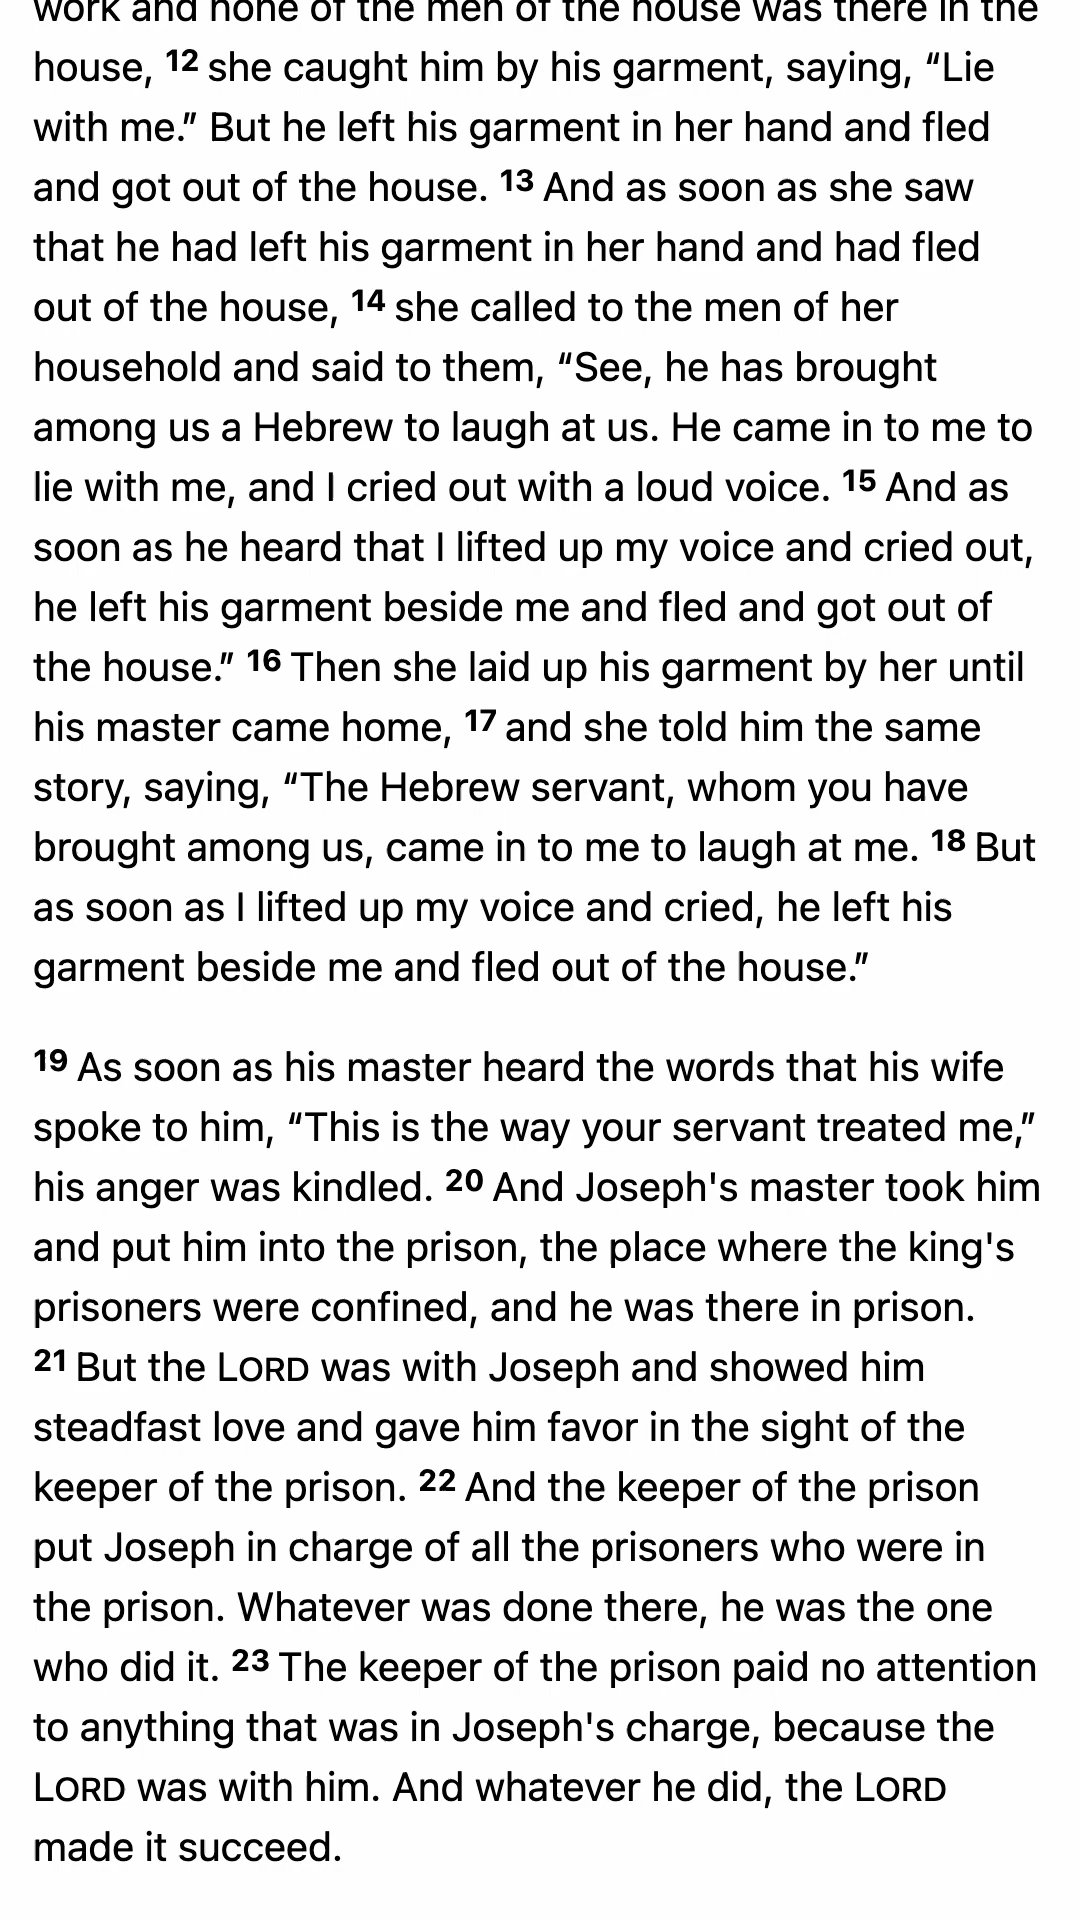 work and none of the men of the house was there in the
house, 12 she caught him by his garment, saying, “Lie
with me.” But he left his garment in her hand and fled
and got out of the house. 13 And as soon as she saw
that he had left his garment in her hand and had fled
out of the house, 14 she called to the men of her
household and said to them, “See, he has brought
among us a Hebrew to laugh at us. He came in to me to
lie with me, and I cried out with a loud voice. 15 And as
soon as he heard that I lifted up my voice and cried out,
he left his garment beside me and fled and got out of
the house.” 16 Then she laid up his garment by her until
his master came home, 17 and she told him the same
story, saying, “The Hebrew servant, whom you have
brought among us, came in to me to laugh at me. 18 But
as soon as I lifted up my voice and cried, he left his
garment beside me and fled out of the house.”
19 As soon as his master heard the words that his wife
spoke to him, “This is the way your servant treated me,”
his anger was kindled. 20 And Joseph's master took him
and put him into the prison, the place where the king's
prisoners were confined, and he was there in prison.
21 But the LORD was with Joseph and showed him
steadfast love and gave him favor in the sight of the
keeper of the prison. 22 And the keeper of the prison
put Joseph in charge of all the prisoners who were in
the prison. Whatever was done there, he was the one
who did it. 23 The keeper of the prison paid no attention
to anything that was in Joseph's charge, because the
LORD was with him. And whatever he did, the LORD
made it succeed.